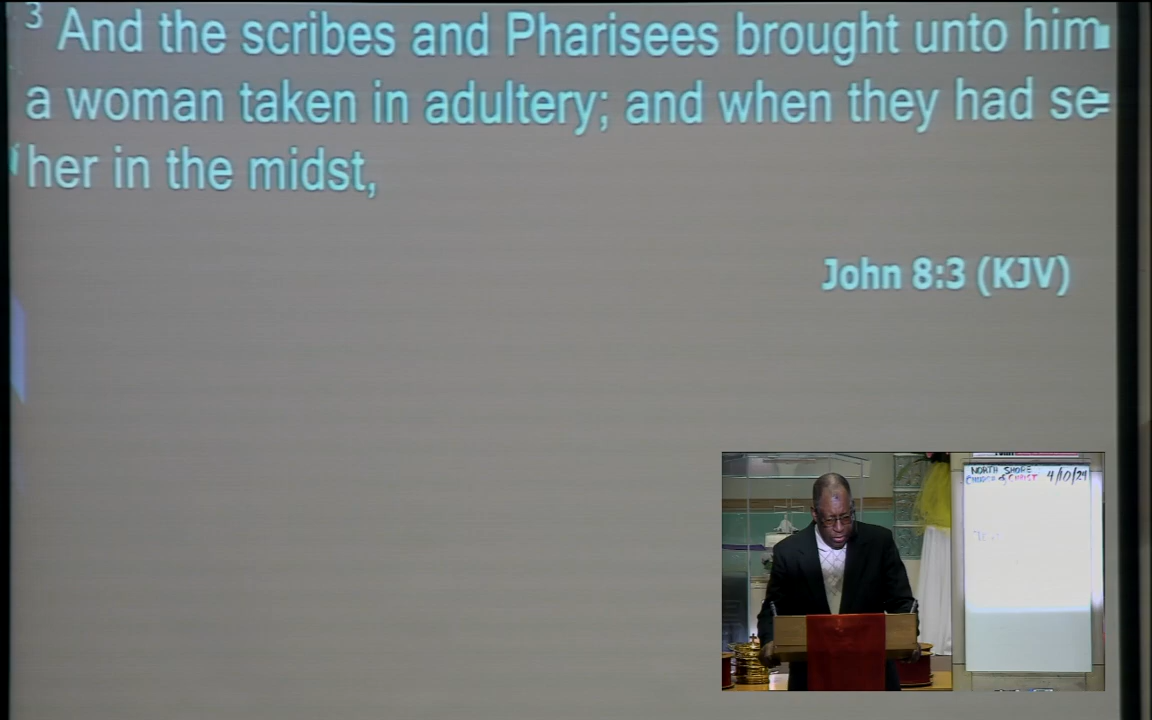 3 And the scribes and Pharisees brought unto him
a woman taken in adultery; and when they had se
her in the midst,
John 8:3 (KJV)
NORTH SHORE
CHURCH of CHRIST 4/10/24